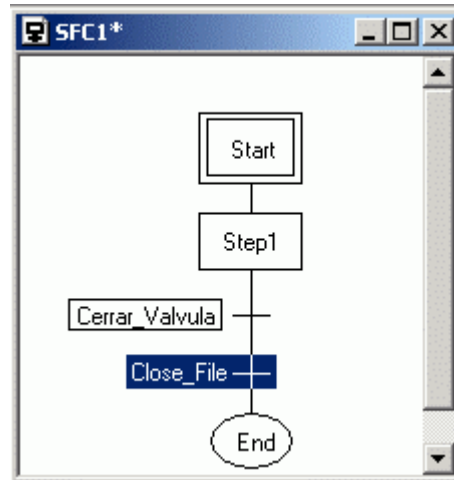 SFC1*
Start
Step1
Cerrar_Valvula
Close_File
End